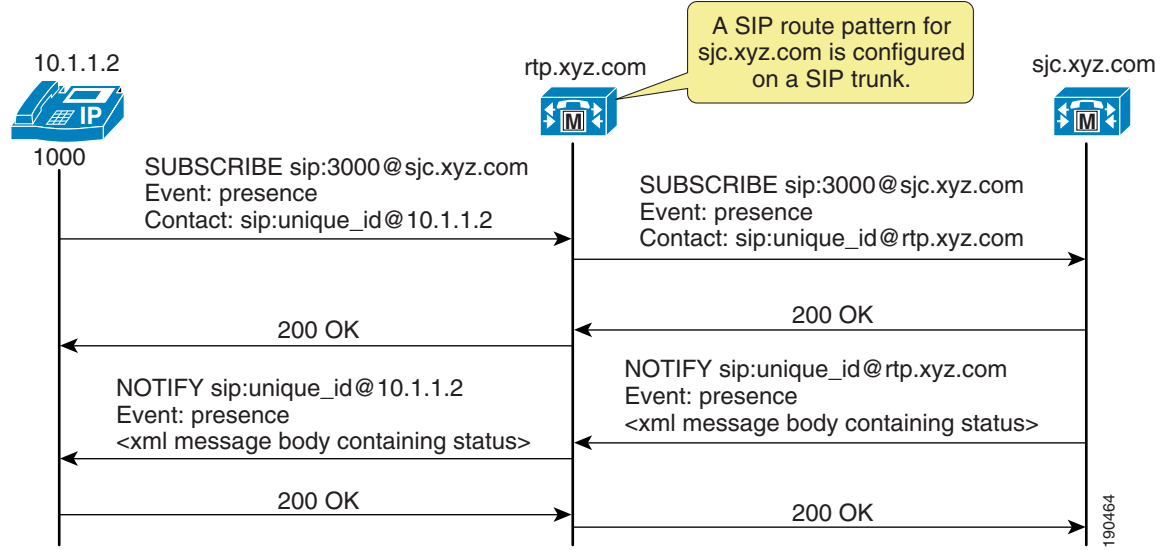 A SIP route pattern for
sjc.xyz.com is configured
on a SIP trunk.
10.1.1.2
rtp.xyz.com
sjc.xyz.com
IP
M
M
1000
SUBSCRIBE sip:3000@sjc.xyz.com
Event: presence
Contact: sip:unique_id@10.1.1.2
SUBSCRIBE sip:3000@sjc.xyz.com
Event: presence
Contact: sip:unique_id@rtp.xyz.com
200 OK
200 OK
NOTIFY sip:unique_id@10.1.1.2
Event: presence
<xml message body containing status>
NOTIFY sip:unique_id@rtp.xyz.com
Event: presence
<xml message body containing status>
200 OK
200 OK
190464